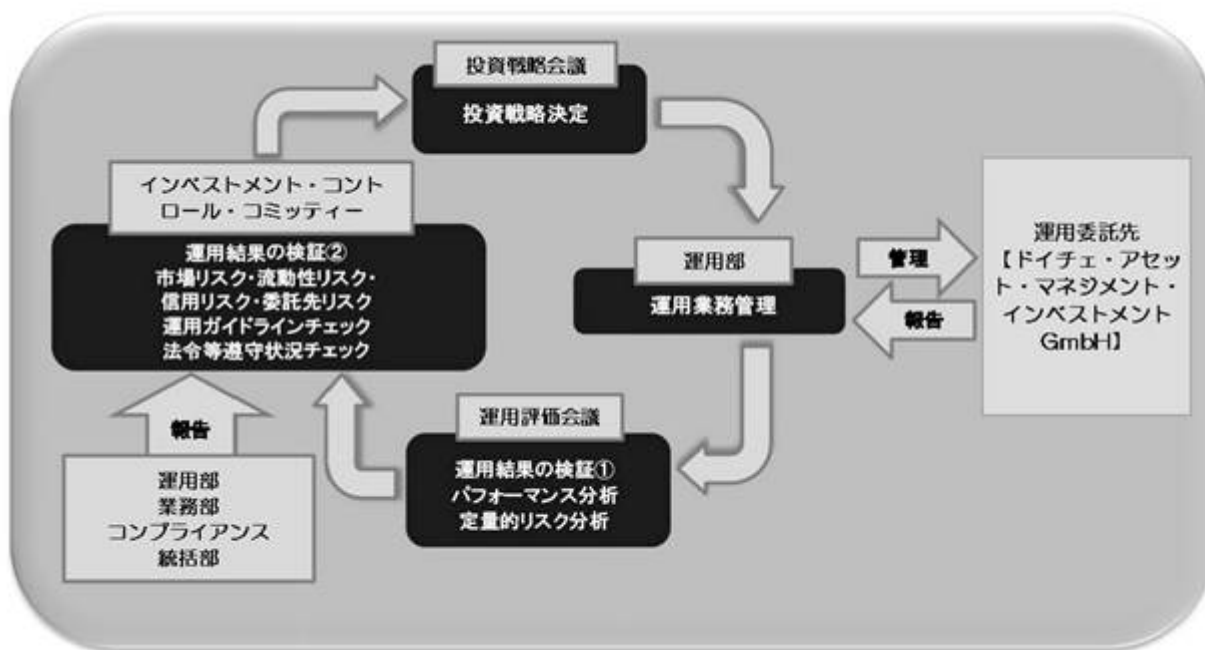 投資戦略会議
投資戦略決定
インベストメント・コント
ロール・コミッティー
運用結果の検証②
市場リスク・流動性リスク・
信用リスク・委託先リスク
運用ガイドラインチェック
法令等遵守状況チェック
運用部
運用業務管理
管理
報告
運用委託先
【ドイチェ・アセッ
ト・マネジメント・
インベストメント
GmbH】
運用評価会議
運用結果の検証①
パフォーマンス分析
定量的リスク分析
報告
運用部
業務部
コンプライアンス
統括部